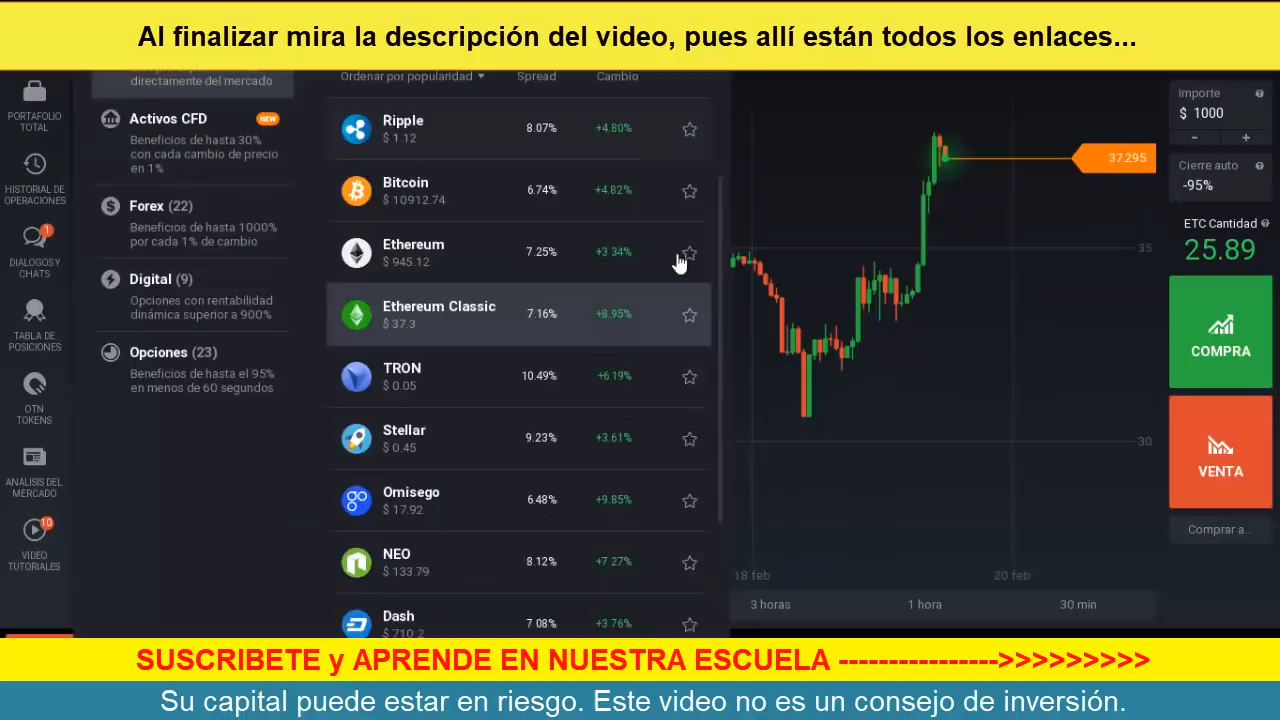 Al finalizar mira la descripción del video, pues allí están todos los enlaces...
PORTAFOLIO
TOTAL
HISTORIAL DE
OPERACIONES
1
DIALOGOS Y
CHATS
TABLA DE
POSICIONES
OTN
TOKENS
ANALISIS DEL
MERCADO
10
VIDEO
TUTORIALES
directamente del mercado
Activos CFD NEW
Beneficios de hasta 30%
con cada cambio de precio
en 1%
Forex (22)
Beneficios de hasta 1000%
por cada 1% de cambio
Digital (9)
Opciones con rentabilidad
dinámica superior a 900%
Opciones (23)
Beneficios de hasta el 95%
en menos de 60 segundos
Ordenar por popularidad Spread Cambio
Ripple 8.07% +4.80%
$ 1.12
Bitcoin 6.74% +4.82%
$ 10912.74
Ethereum 7.25% +3.34%
$ 945.12
Ethereum Classic 7.16% +8.95%
$ 37.3
TRON 10.49% +6.19%
$ 0.05
Stellar 9.23% +3.61%
$ 0.45
Omisego 6.48% +9.85%
$ 17.92
NEO 8.12% +7.27%
$ 133.79
Dash 7.08% +3.76%
$ 710.2
37.295
35
30
18 feb 20 feb
3 horas 1 hora 30 min
Importe
$ 1000
- +
Cierre auto
-95%
ETC Cantidad
25.89
COMPRA
VENTA
Comprar a...
SUSCRIBETE y APRENDE EN NUESTRA ESCUELA ---------------->>>>>>>>>
Su capital puede estar en riesgo. Este video no es un consejo de inversión.